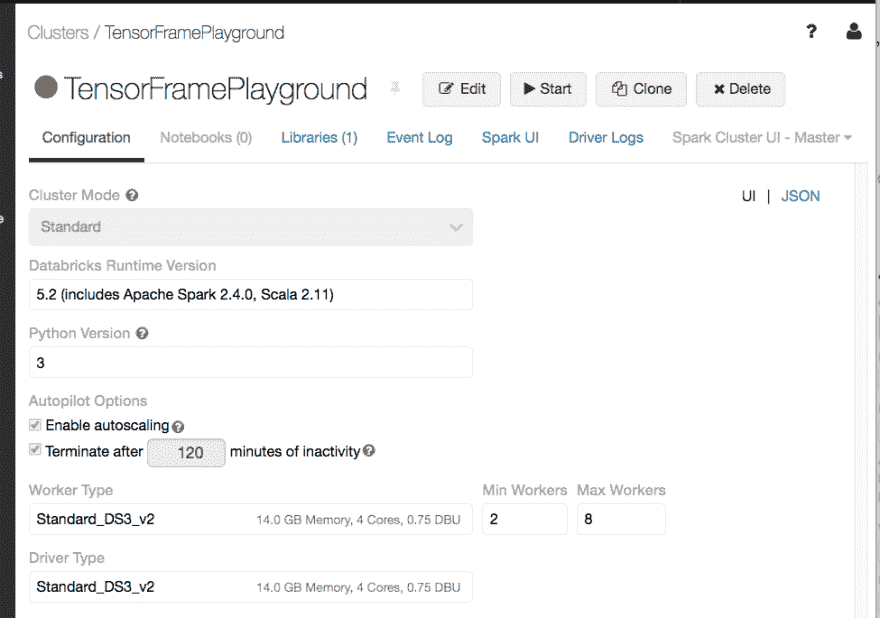 Clusters / TensorFramePlayground
?
TensorFramePlayground
Edit
Start
Clone
Delete
Configuration
Notebooks (0)
Libraries (1)
Event Log
Spark UI
Driver Logs
Spark Cluster UI - Master
Cluster Mode ?
UI | JSON
Standard
Databricks Runtime Version
5.2 (includes Apache Spark 2.4.0, Scala 2.11)
Python Version ?
3
Autopilot Options
Enable autoscaling ?
Terminate after 120 minutes of inactivity ?
Worker Type
Min Workers
Max Workers
Standard_DS3_v2
14.0 GB Memory, 4 Cores, 0.75 DBU
2
8
Driver Type
Standard_DS3_v2
14.0 GB Memory, 4 Cores, 0.75 DBU